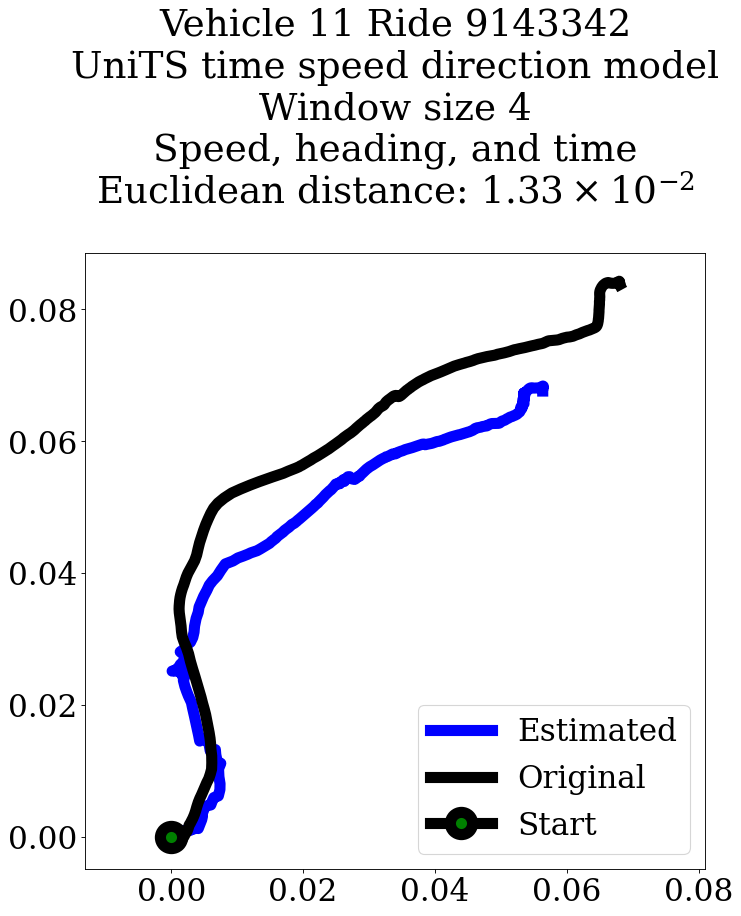 Vehicle 11 Ride 9143342
UniTS time speed direction model
Window size 4
Speed, heading, and time
Euclidean distance: 1.33 × 10⁻²
0.08
0.06
0.04
0.02
0.00
Estimated
Original
Start
0.00 0.02 0.04 0.06 0.08